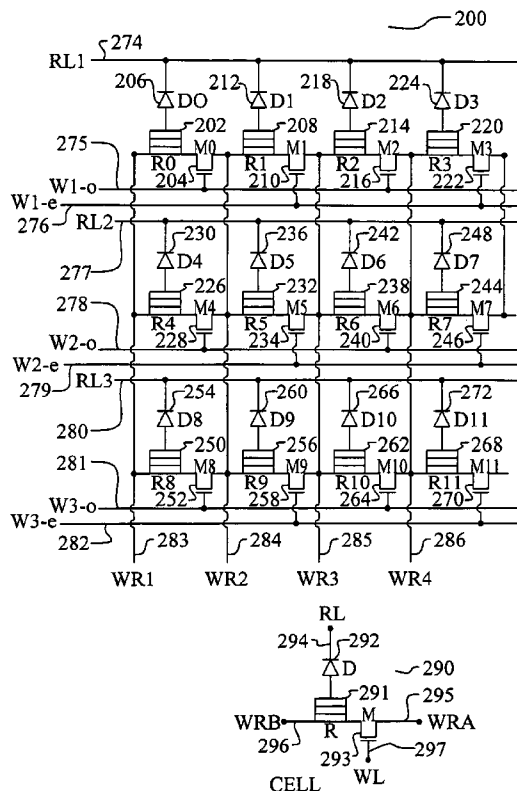 200
274
RL1
206 212 218 224
DO D1 D2 D3
202 208 214 220
275 M0 M1 M2 M3
R0 R1 R2 R3
204 210 216 222
W1-o
W1-e
276 RL2
230 236 242 248
277 D4 D5 D6 D7
226 232 238 244
278 M4 M5 M6 M7
R4 R5 R6 R7
W2-o 228 234 240 246
W2-e
279 RL3
254 260 266 272
280 D8 D9 D10 D11
250 256 262 268
281 M8 M9 M10 M11
R8 R9 R10 R11
252 258 264 270
W3-o
W3-e
282 283 284 285 286
WR1 WR2 WR3 WR4
RL
294 292
D 290
291
M 295
WRB R WRA
296 293 297
WL
CELL